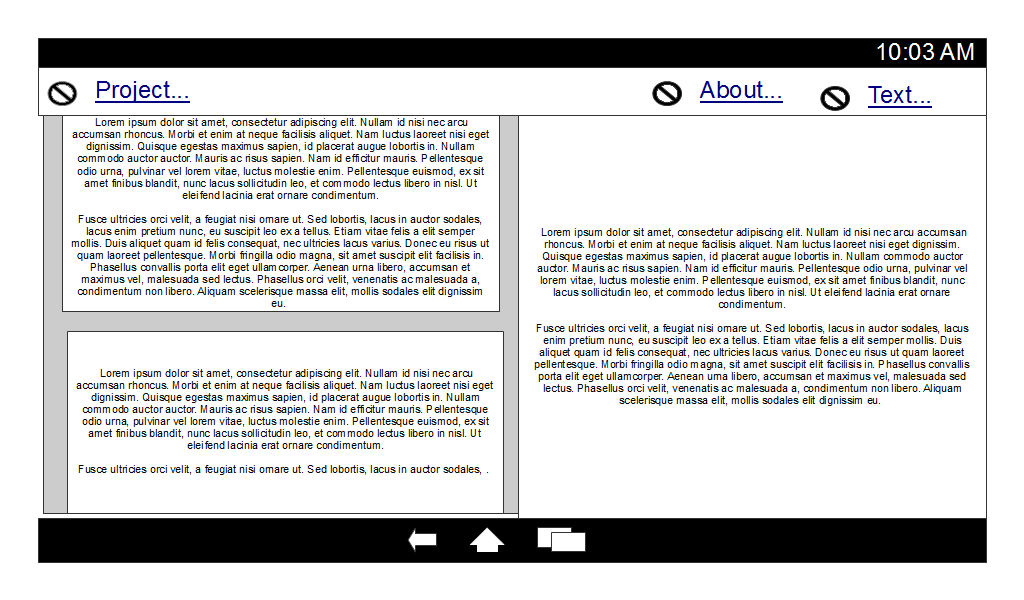 10:03 AM
Project...
About...
Text...
Lorem ipsum dolor sit amet, consectetur adipiscing elit. Nullam id nisi nec arcu
accumsan rhoncus. Morbi et enim at neque facilisis aliquet. Nam luctus laoreet nisi eget
dignissim. Quisque egestas maximus sapien, id placerat augue lobortis in. Nullam
commodo auctor auctor. Mauris ac risus sapien. Nam id efficitur mauris. Pellentesque
odio urna, pulvinar vel lorem vitae, luctus molestie enim. Pellentesque euismod, ex sit
amet finibus blandit, nunc lacus sollicitudin leo, et commodo lectus libero in nisl. Ut
eleifend lacinia erat ornare condimentum.
Fusce ultricies orci velit, a feugiat nisi ornare ut. Sed lobortis, lacus in auctor sodales,
lacus enim pretium nunc, eu suscipit leo ex a tellus. Etiam vitae felis a elit semper
mollis. Duis aliquet quam id felis consequat, nec ultricies lacus varius. Donec eu risus ut
quam laoreet pellentesque. Morbi fringilla odio magna, sit amet suscipit elit facilisis in.
Phasellus convallis porta elit eget ullamcorper. Aenean urna libero, accumsan et
maximus vel, malesuada sed lectus. Phasellus orci velit, venenatis ac malesuada a,
condimentum non libero. Aliquam scelerisque massa elit, mollis sodales elit dignissim
eu.
Lorem ipsum dolor sit amet, consectetur adipiscing elit. Nullam id nisi nec arcu
accumsan rhoncus. Morbi et enim at neque facilisis aliquet. Nam luctus laoreet nisi eget
dignissim. Quisque egestas maximus sapien, id placerat augue lobortis in. Nullam
commodo auctor auctor. Mauris ac risus sapien. Nam id efficitur mauris. Pellentesque
odio urna, pulvinar vel lorem vitae, luctus molestie enim. Pellentesque euismod, ex sit
amet finibus blandit, nunc lacus sollicitudin leo, et commodo lectus libero in nisl. Ut
eleifend lacinia erat ornare condimentum.
Fusce ultricies orci velit, a feugiat nisi ornare ut. Sed lobortis, lacus in auctor sodales, .
Lorem ipsum dolor sit amet, consectetur adipiscing elit. Nullam id nisi nec arcu accumsan
rhoncus. Morbi et enim at neque facilisis aliquet. Nam luctus laoreet nisi eget dignissim.
Quisque egestas maximus sapien, id placerat augue lobortis in. Nullam commodo auctor
auctor. Mauris ac risus sapien. Nam id efficitur mauris. Pellentesque odio urna, pulvinar vel
lorem vitae, luctus molestie enim. Pellentesque euismod, ex sit amet finibus blandit, nunc
lacus sollicitudin leo, et commodo lectus libero in nisl. Ut eleifend lacinia erat ornare
condimentum.
Fusce ultricies orci velit, a feugiat nisi ornare ut. Sed lobortis, lacus in auctor sodales, lacus
enim pretium nunc, eu suscipit leo ex a tellus. Etiam vitae felis a elit semper mollis. Duis
aliquet quam id felis consequat, nec ultricies lacus varius. Donec eu risus ut quam laoreet
pellentesque. Morbi fringilla odio magna, sit amet suscipit elit facilisis in. Phasellus convallis
porta elit eget ullamcorper. Aenean urna libero, accumsan et maximus vel, malesuada sed
lectus. Phasellus orci velit, venenatis ac malesuada a, condimentum non libero. Aliquam
scelerisque massa elit, mollis sodales elit dignissim eu.